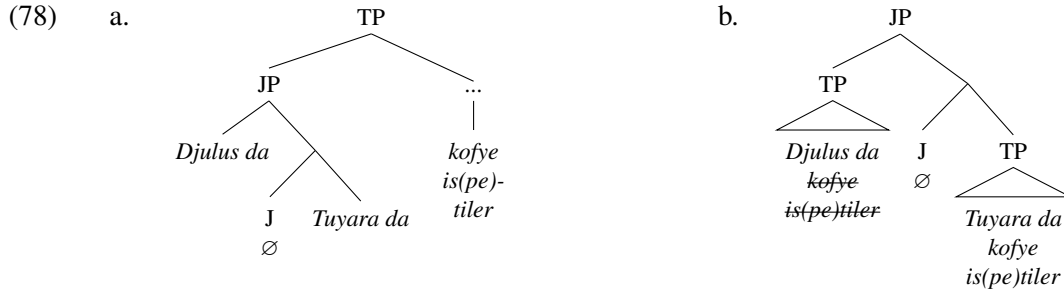 (78) a. TP b. JP
JP ... TP
Djulus da kofye Djulus da J TP
is(pe)- kofye ∅
J Tuyara da tiler is(pe)tiler Tuyara da
∅ kofye
is(pe)tiler